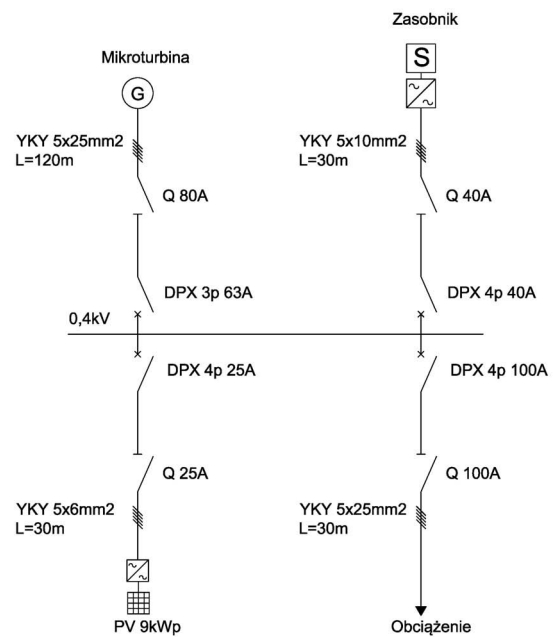 Zasobnik
Mikroturbina
S
G
YKY 5x25mm2
L=120m
YKY 5x10mm2
L=30m
Q 80A
Q 40A
DPX 3p 63A
DPX 4p 40A
0,4kV
DPX 4p 25A
DPX 4p 100A
Q 25A
Q 100A
YKY 5x6mm2
L=30m
YKY 5x25mm2
L=30m
PV 9kWp
Obciążenie